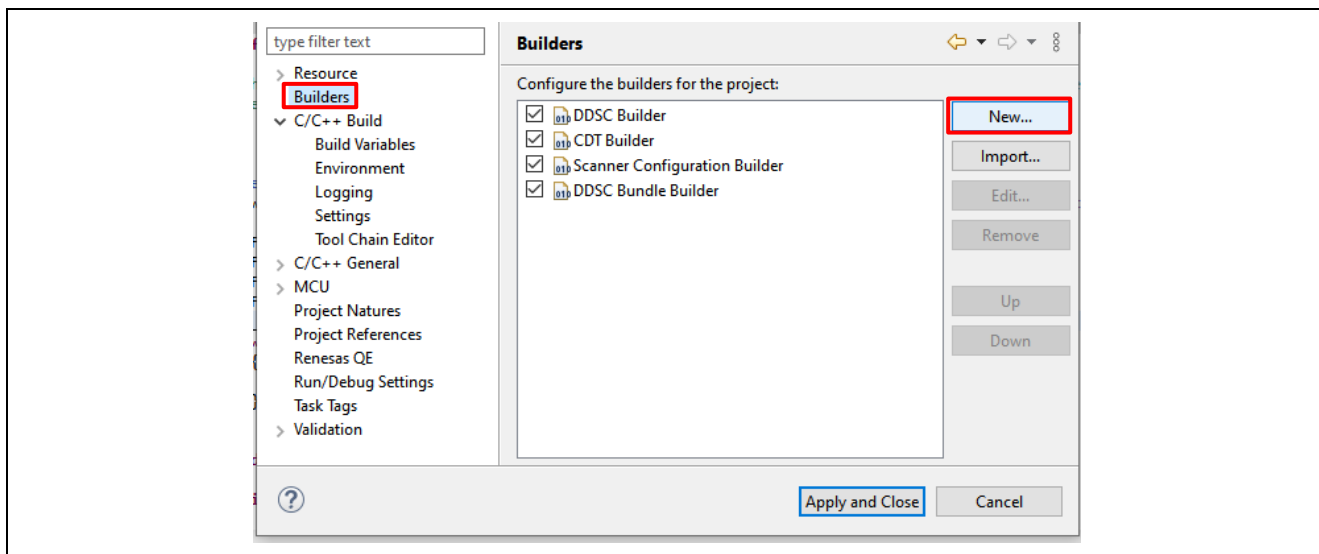 type filter text
Resource
Builders
C/C++ Build
Build Variables
Environment
Logging
Settings
Tool Chain Editor
C/C++ General
MCU
Project Natures
Project References
Renesas QE
Run/Debug Settings
Task Tags
Validation
Builders
Configure the builders for the project:
DDSC Builder
CDT Builder
Scanner Configuration Builder
DDSC Bundle Builder
New...
Import...
Edit...
Remove
Up
Down
Apply and Close
Cancel